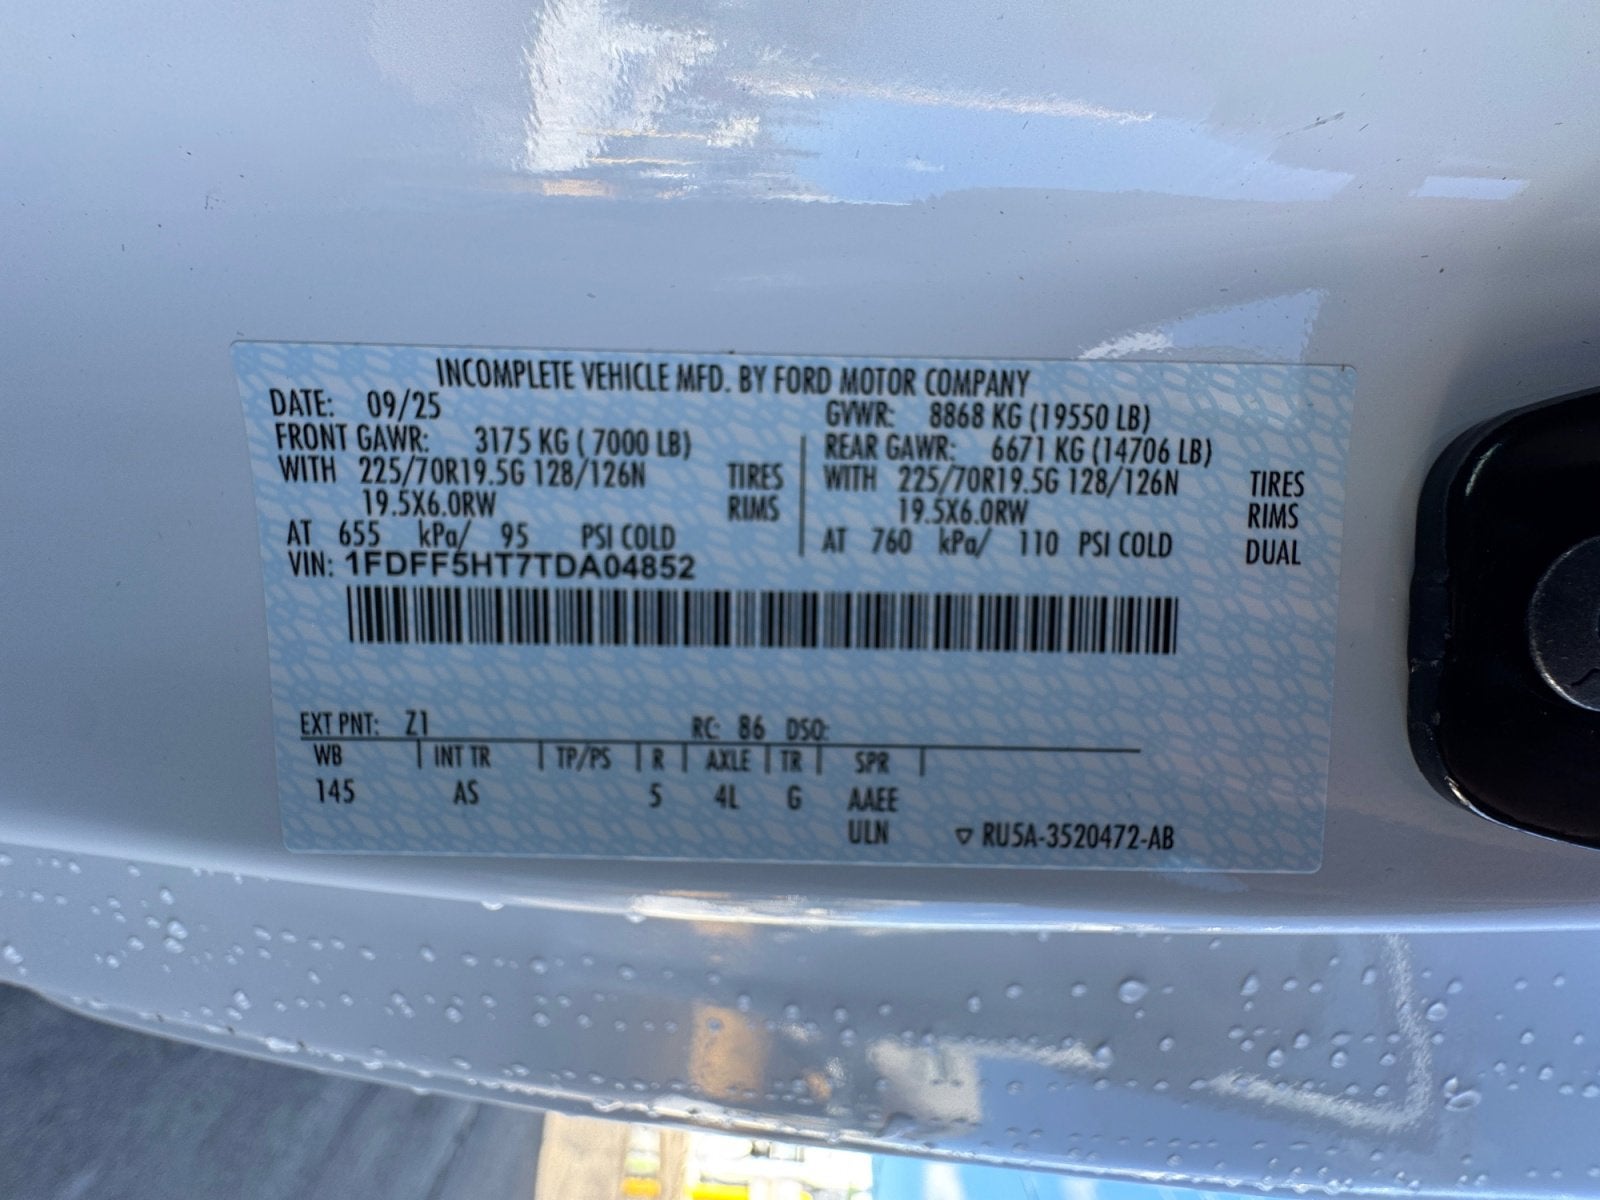 INCOMPLETE VEHICLE MFD. BY FORD MOTOR COMPANY
DATE: 09/25 GVWR: 8868 KG (19550 LB)
FRONT GAWR: 3175 KG ( 7000 LB) REAR GAWR: 6671 KG (14706 LB)
WITH 225/70R19.5G 128/126N TIRES WITH 225/70R19.5G 128/126N TIRES
19.5X6.0RW RIMS 19.5X6.0RW RIMS
AT 655 kPa/ 95 PSI COLD AT 760 kPa/ 110 PSI COLD DUAL
VIN: 1FDFF5HT7TDA04852
EXT PNT: Z1 RC: 86 DSO:
WB | INT TR | TP/PS | R | AXLE | TR | SPR |
145 AS 5 4L G AAEE
ULN ▽ RU5A-3520472-AB